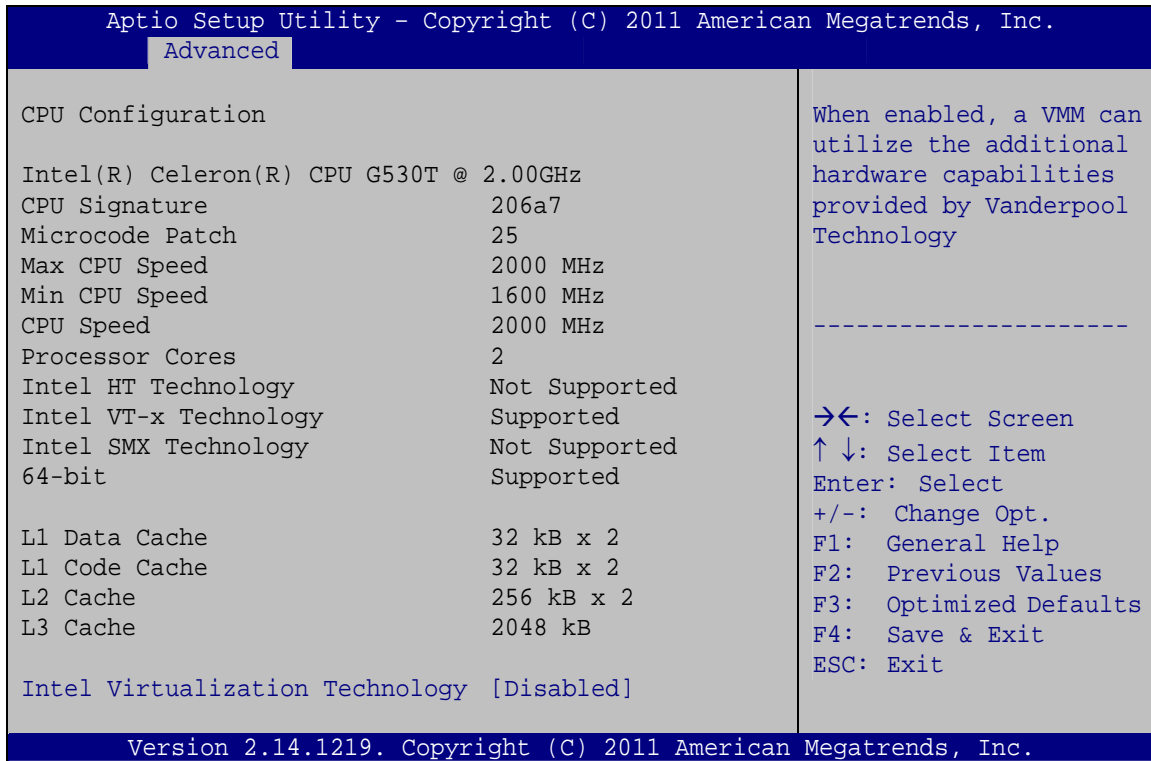 Aptio Setup Utility – Copyright (C) 2011 American Megatrends, Inc.
Advanced
CPU Configuration
Intel(R) Celeron(R) CPU G530T @ 2.00GHz
CPU Signature 206a7
Microcode Patch 25
Max CPU Speed 2000 MHz
Min CPU Speed 1600 MHz
CPU Speed 2000 MHz
Processor Cores 2
Intel HT Technology Not Supported
Intel VT-x Technology Supported
Intel SMX Technology Not Supported
64-bit Supported
L1 Data Cache 32 kB x 2
L1 Code Cache 32 kB x 2
L2 Cache 256 kB x 2
L3 Cache 2048 kB
Intel Virtualization Technology [Disabled]
When enabled, a VMM can
utilize the additional
hardware capabilities
provided by Vanderpool
Technology
----------------------
→←: Select Screen
↑ ↓: Select Item
Enter: Select
+/-: Change Opt.
F1: General Help
F2: Previous Values
F3: Optimized Defaults
F4: Save & Exit
ESC: Exit
Version 2.14.1219. Copyright (C) 2011 American Megatrends, Inc.